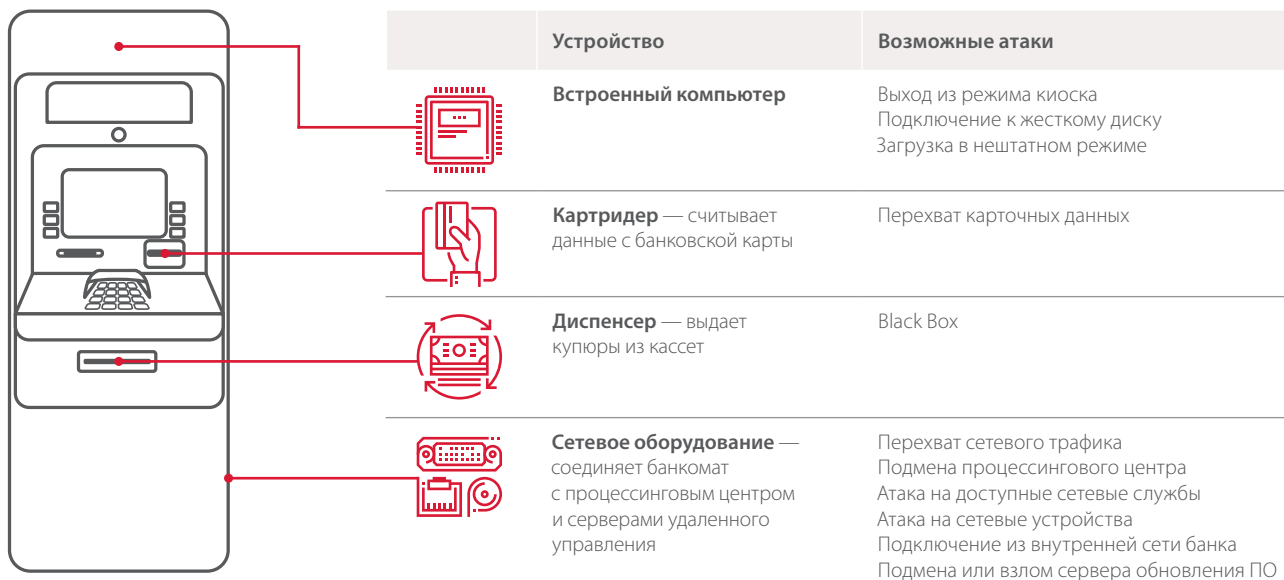 Устройство
Возможные атаки
Встроенный компьютер
Выход из режима киоска
Подключение к жесткому диску
Загрузка в нештатном режиме
Картридер — считывает
данные с банковской карты
Перехват карточных данных
Диспенсер — выдает
купюры из кассет
Black Box
Сетевое оборудование —
соединяет банкомат
с процессинговым центром
и серверами удаленного
управления
Перехват сетевого трафика
Подмена процессингового центра
Атака на доступные сетевые службы
Атака на сетевые устройства
Подключение из внутренней сети банка
Подмена или взлом сервера обновления ПО